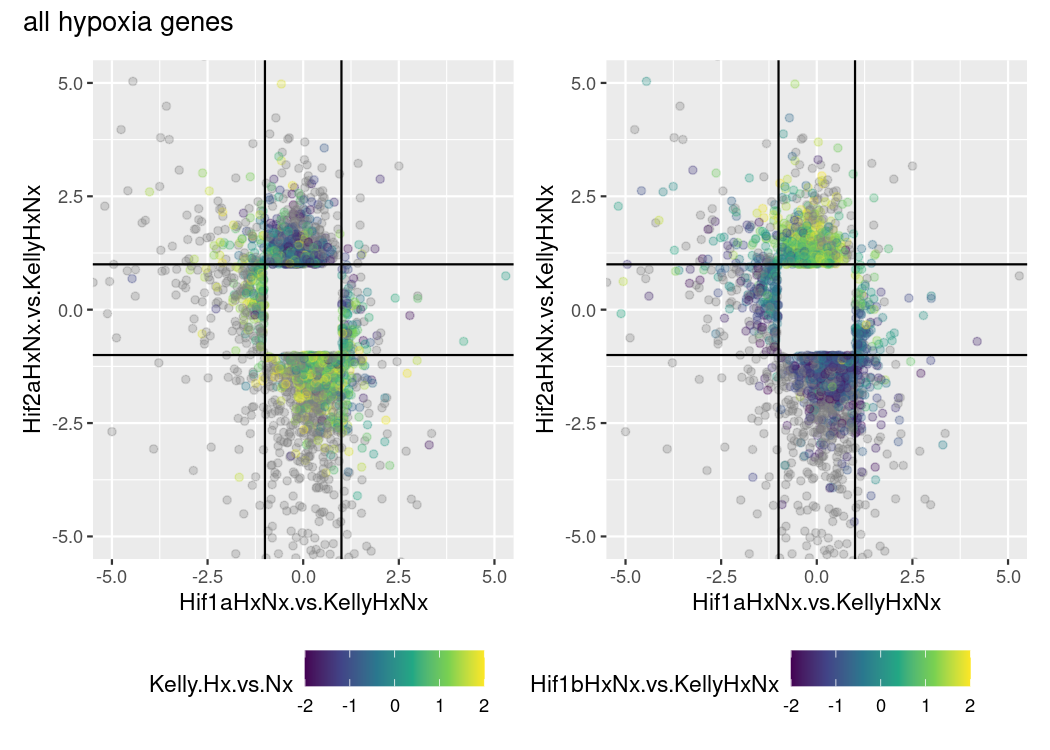 all hypoxia genes
Hif2aHxNx.vs.KellyHxNx
5.0
2.5
0.0
-2.5
-5.0
-5.0 -2.5 0.0 2.5 5.0
Hif1aHxNx.vs.KellyHxNx
Hif2aHxNx.vs.KellyHxNx
5.0
2.5
0.0
-2.5
-5.0
-5.0 -2.5 0.0 2.5 5.0
Hif1aHxNx.vs.KellyHxNx
Kelly.Hx.vs.Nx
-2 -1 0 1 2
Hif1bHxNx.vs.KellyHxNx
-2 -1 0 1 2